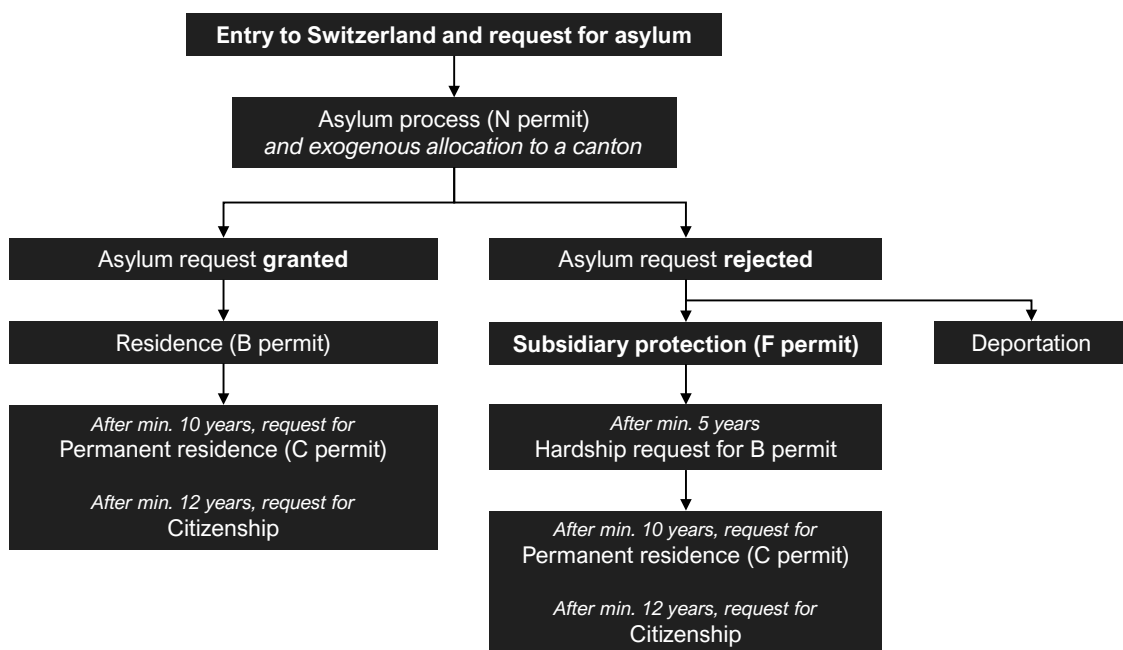 Entry to Switzerland and request for asylum
Asylum process (N permit)
and exogenous allocation to a canton
Asylum request granted
Asylum request rejected
Residence (B permit)
Subsidiary protection (F permit)
Deportation
After min. 10 years, request for
Permanent residence (C permit)
After min. 12 years, request for
Citizenship
After min. 5 years
Hardship request for B permit
After min. 10 years, request for
Permanent residence (C permit)
After min. 12 years, request for
Citizenship